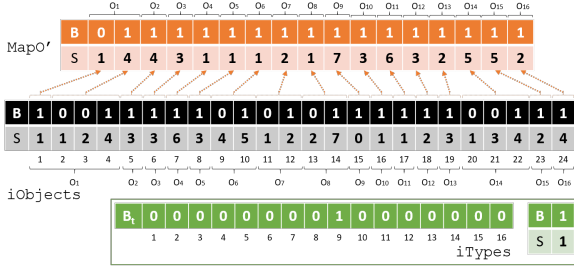 O1 O2 O3 O4 O5 O6 O7 O8 O9 O10 O11 O12 O13 O14 O15 O16
B 0 1 1 1 1 1 1 1 1 1 1 1 1 1 1 1 1
MapO’
S 1 4 4 3 1 1 1 2 1 7 3 6 3 2 5 5 2
B 1 0 0 1 1 1 1 1 0 1 0 1 0 1 1 1 1 1 1 0 0 1 1 1
S 1 1 2 4 3 3 6 3 4 5 1 2 2 7 0 1 1 2 3 1 3 4 2 4
1 2 3 4 5 6 7 8 9 10 11 12 13 14 15 16 17 18 19 20 21 22 23 24
O1 O2 O3 O4 O5 O6 O7 O8 O9 O10 O11 O12 O13 O14 O15 O16
iObjects
Bt 0 0 0 0 0 0 0 0 1 0 0 0 0 0 0 0 B 1
1 2 3 4 5 6 7 8 9 10 11 12 13 14 15 16 S 1
iTypes